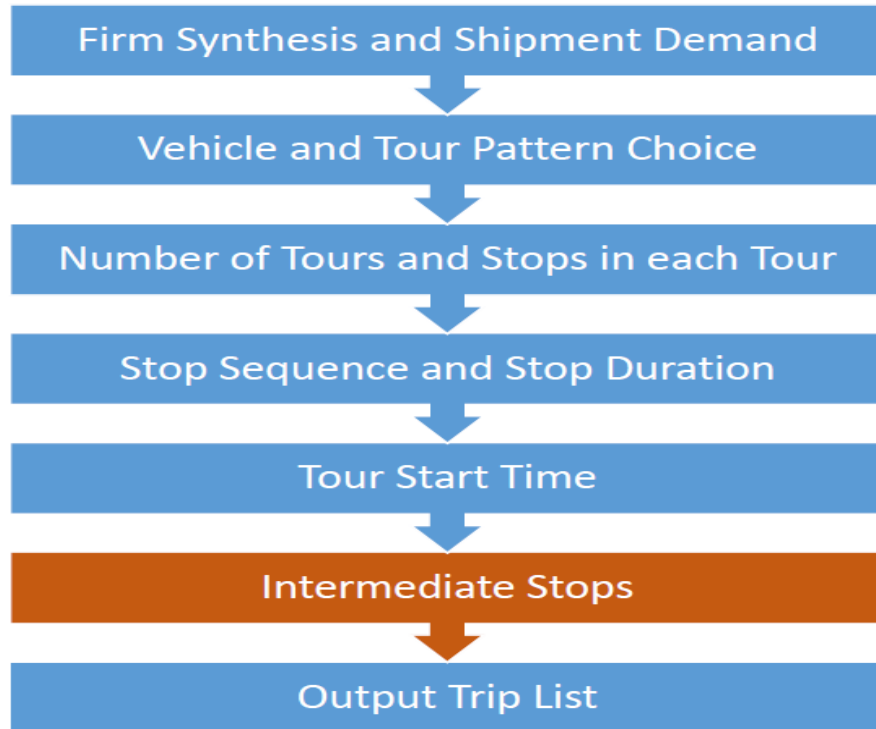 Firm Synthesis and Shipment Demand
Vehicle and Tour Pattern Choice
Number of Tours and Stops in each Tour
Stop Sequence and Stop Duration
Tour Start Time
Intermediate Stops
Output Trip List